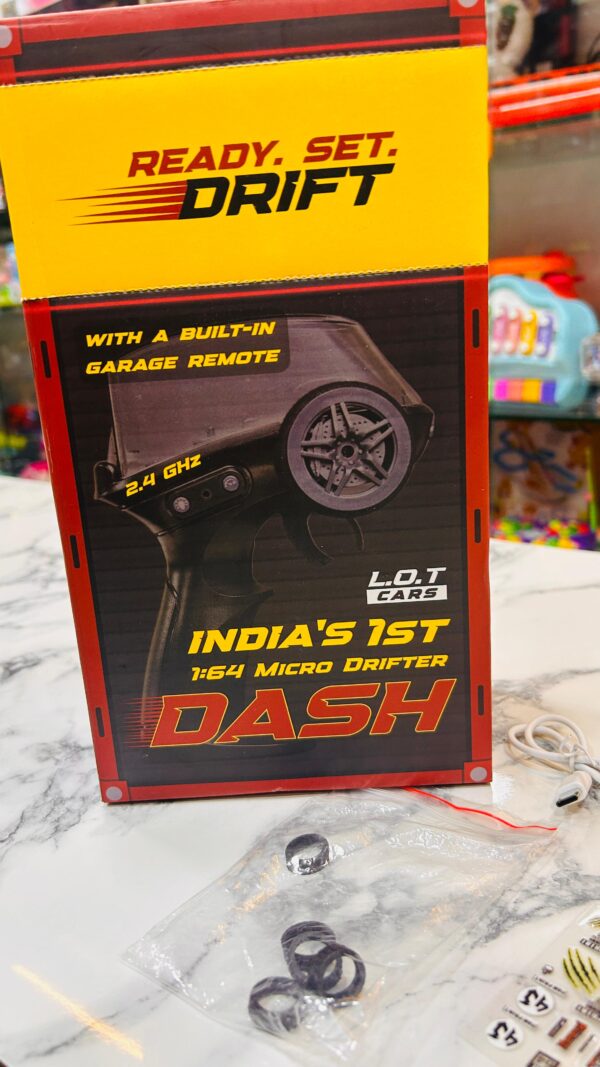 READY. SET.
DRIFT
WITH A BUILT-IN
GARAGE REMOTE
2.4 GHz
L.O.T
CARS
INDIA'S 1ST
1:64 MICRO DRIFTER
DASH
43
43